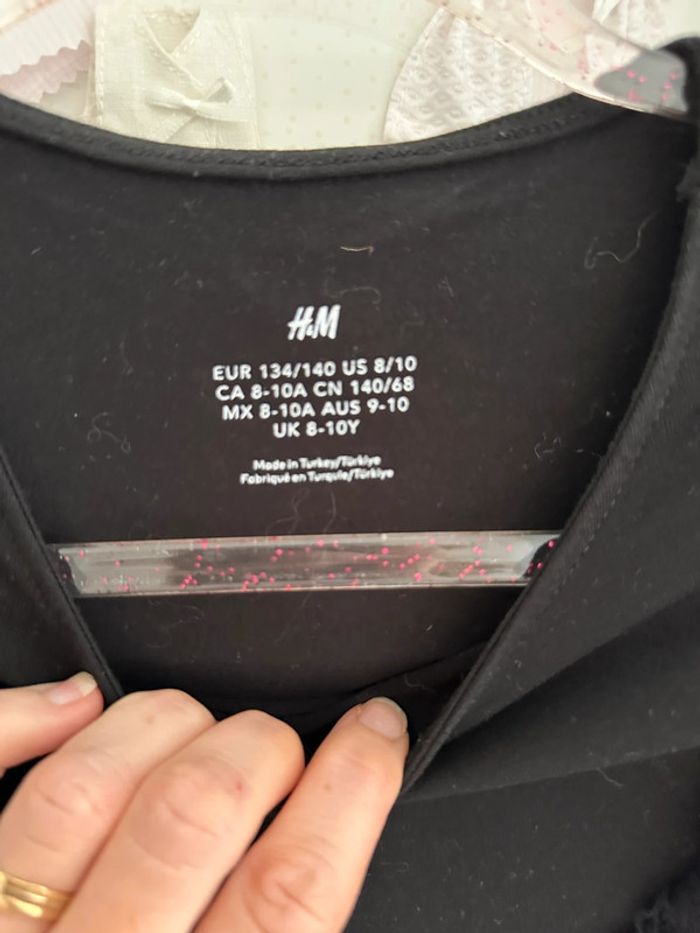 H&M
EUR 134/140 US 8/10
CA 8-10A CN 140/68
MX 8-10A AUS 9-10
UK 8-10Y
Made in Turkey/Türkiye
Fabriqué en Turquie/Türkiye